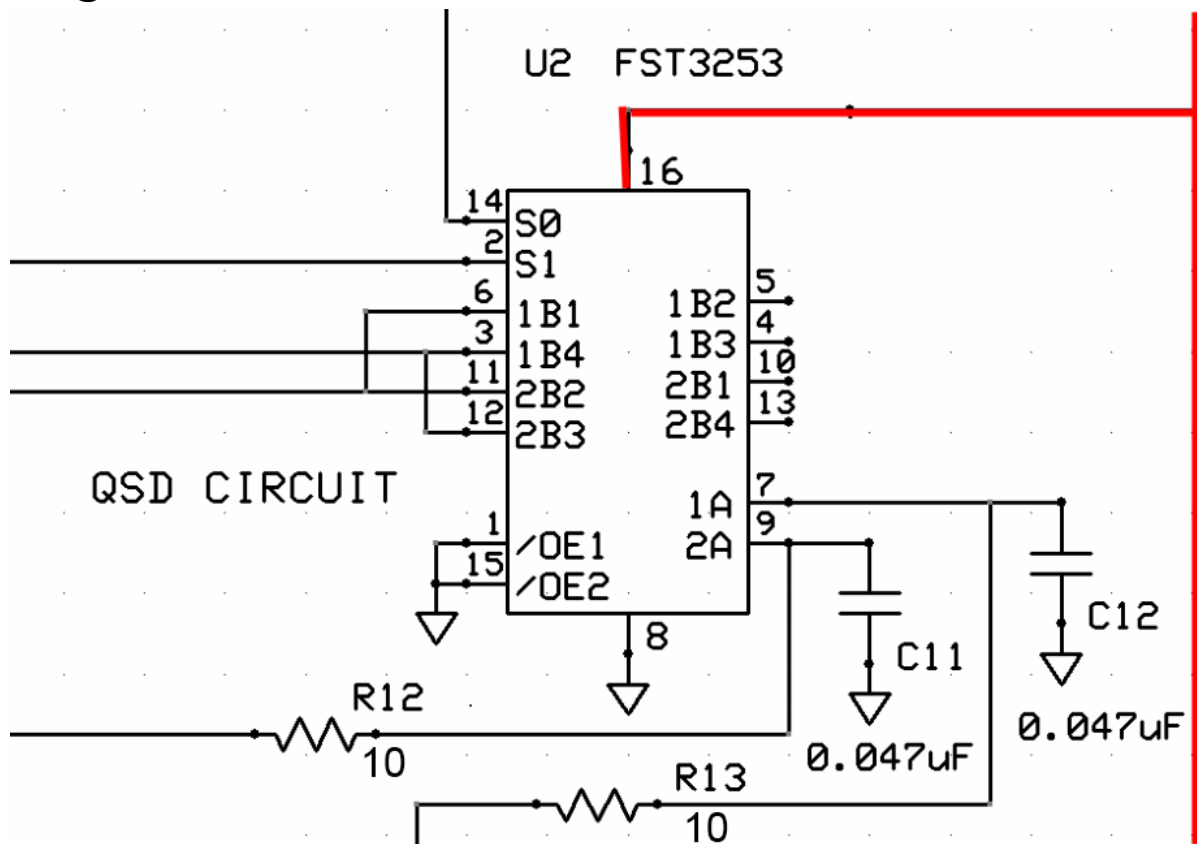 U2 FST3253
16
14
S0
2
S1
6
1B1
3
1B4
11
2B2
12
2B3
5
1B2
4
1B3
10
2B1
13
2B4
QSD CIRCUIT
7
1A
9
2A
1
/OE1
15
/OE2
8
C12
0.047uF
C11
0.047uF
R12
10
R13
10